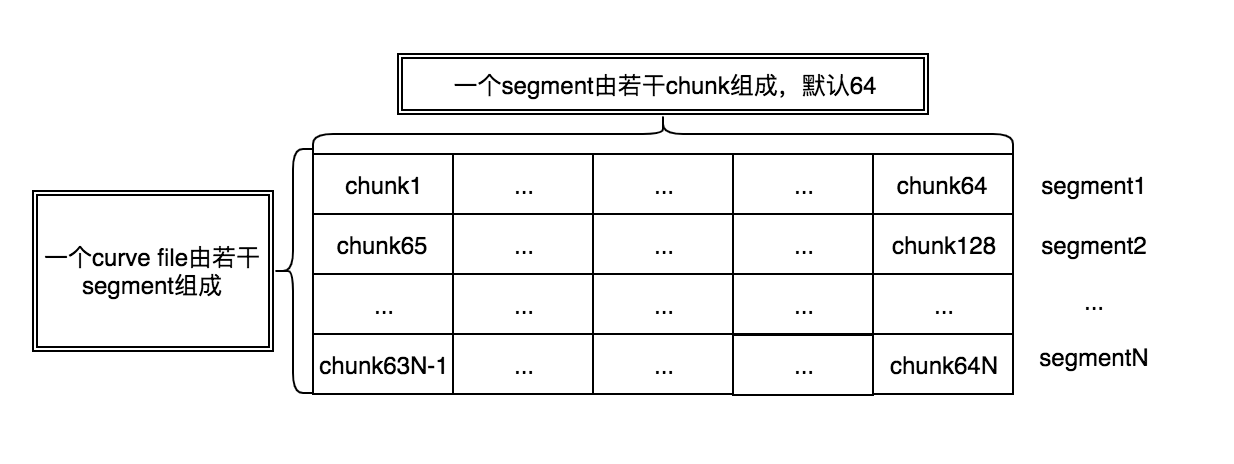 一个segment由若干chunk组成，默认64
chunk1 ... ... ... chunk64 segment1
一个curve file由若干
segment组成
chunk65 ... ... ... chunk128 segment2
... ... ... ... ... ...
chunk63N-1 ... ... ... chunk64N segmentN